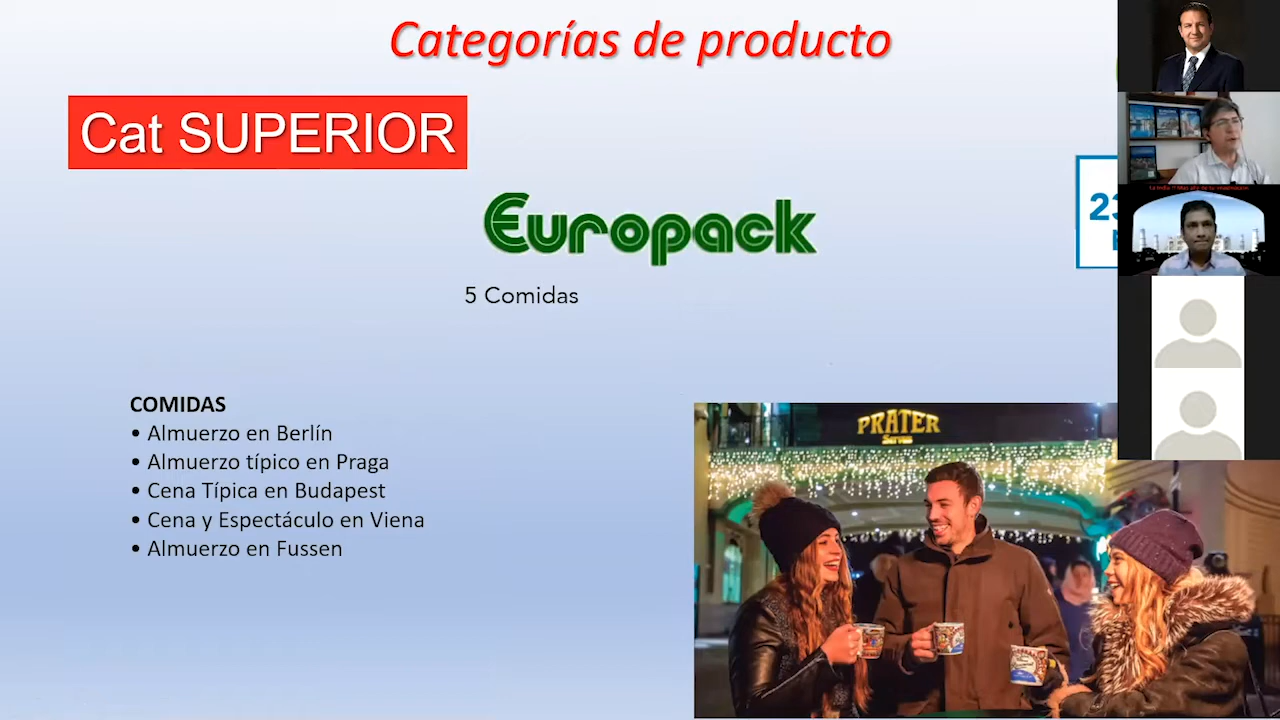 Categorías de producto
Cat SUPERIOR
Europack
23
5 Comidas
COMIDAS
• Almuerzo en Berlín
• Almuerzo típico en Praga
• Cena Típica en Budapest
• Cena y Espectáculo en Viena
• Almuerzo en Fussen
PRATER